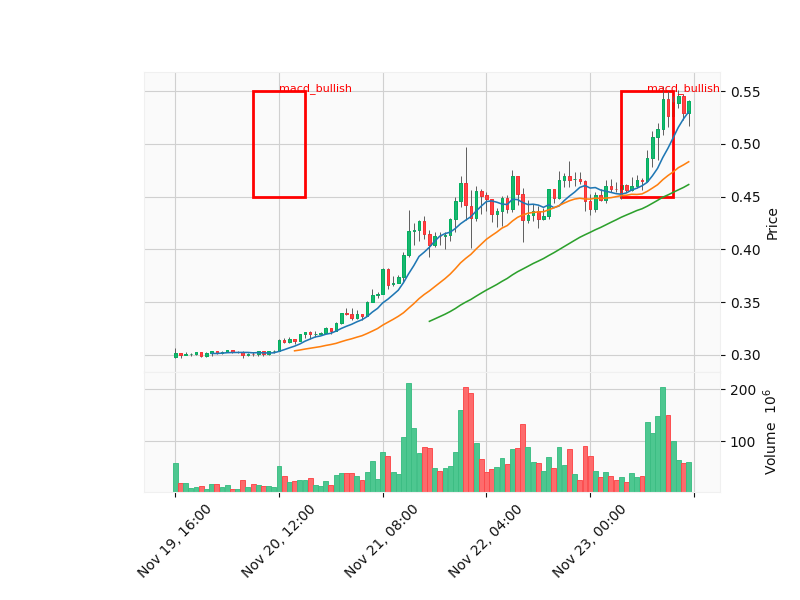 macd_bullish
macd_bullish
0.55
0.50
0.45
0.40
0.35
0.30
Price
200
100
Volume 10^6
Nov 19, 16:00
Nov 20, 12:00
Nov 21, 08:00
Nov 22, 04:00
Nov 23, 00:00